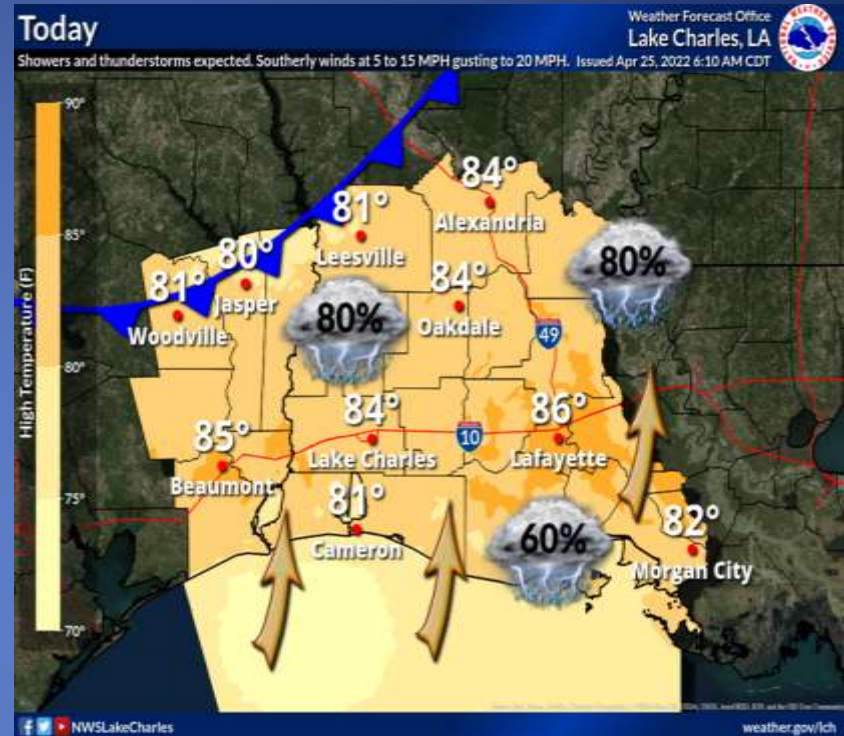 Today
Weather Forecast Office
Lake Charles, LA
Showers and thunderstorms expected. Southerly winds at 5 to 15 MPH gusting to 20 MPH. Issued Apr 25, 2022 6:10 AM CDT
90°
85°
80°
75°
70°
High Temperature (F)
84°
Alexandria
81°
Leesville
80°
Jasper
81°
Woodville
80%
80%
84°
Oakdale
49
84°
Lake Charles
10
86°
Lafayette
85°
Beaumont
81°
Cameron
60%
82°
Morgan City
NWSLakeCharles
weather.gov/lch